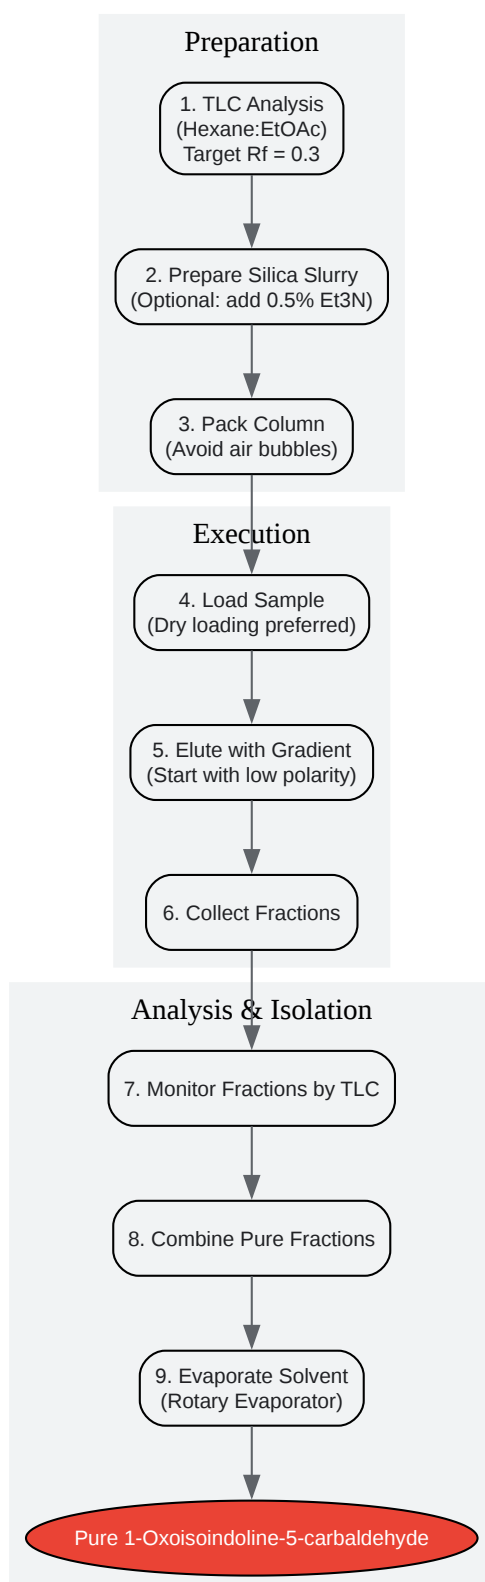 Preparation
1. TLC Analysis
(Hexane:EtOAc)
Target Rf = 0.3
2. Prepare Silica Slurry
(Optional: add 0.5% Et3N)
3. Pack Column
(Avoid air bubbles)
Execution
4. Load Sample
(Dry loading preferred)
5. Elute with Gradient
(Start with low polarity)
6. Collect Fractions
Analysis & Isolation
7. Monitor Fractions by TLC
8. Combine Pure Fractions
9. Evaporate Solvent
(Rotary Evaporator)
Pure 1-Oxoisoindoline-5-carbaldehyde